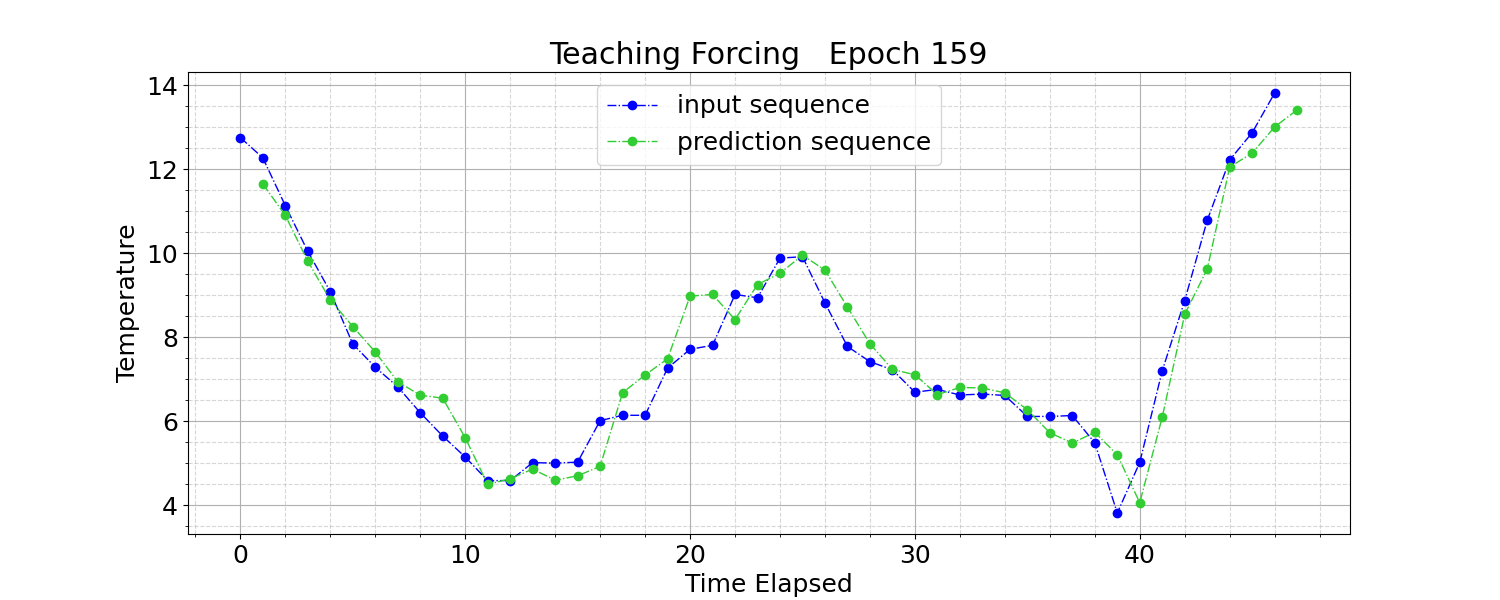 Teaching Forcing   Epoch 159
input sequence
prediction sequence
Temperature
14
12
10
8
6
4
0 10 20 30 40
Time Elapsed